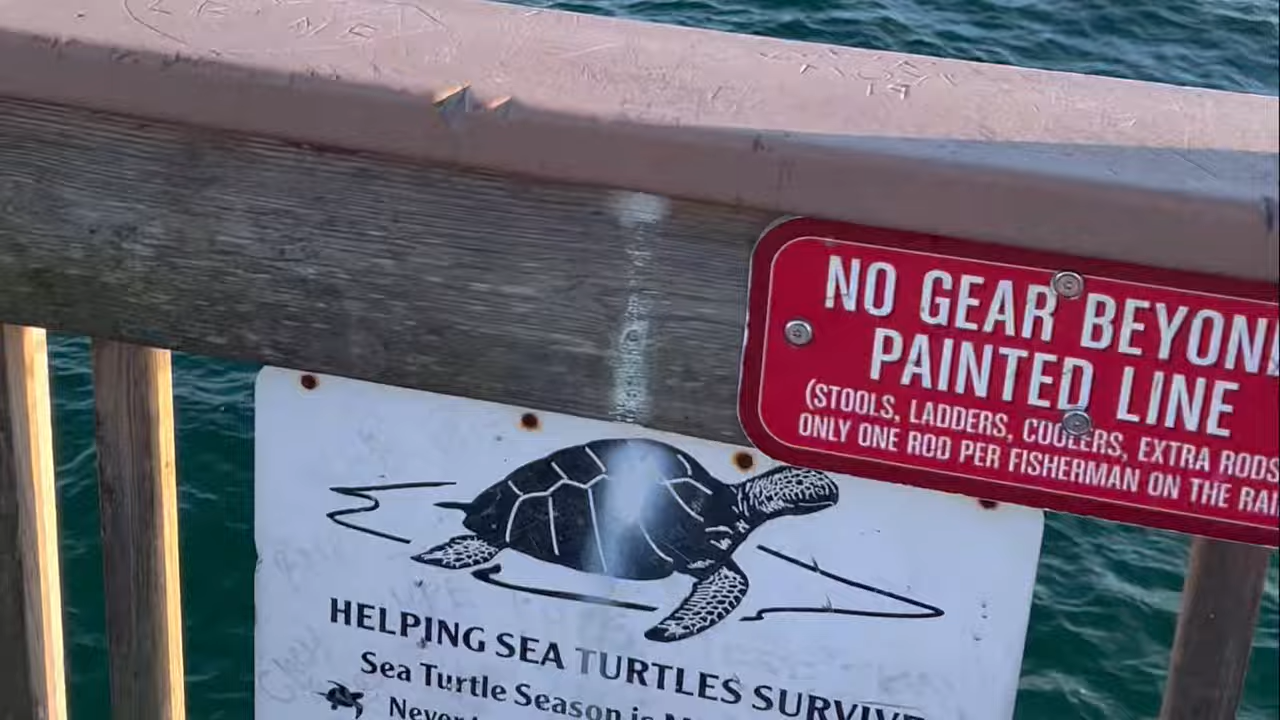 NO GEAR BEYON
PAINTED LINE
(STOOLS, LADDERS, COOLERS, EXTRA RODS
ONLY ONE ROD PER FISHERMAN ON THE RAI
HELPING SEA TURTLES SURVIVE
Sea Turtle Season is M
Never